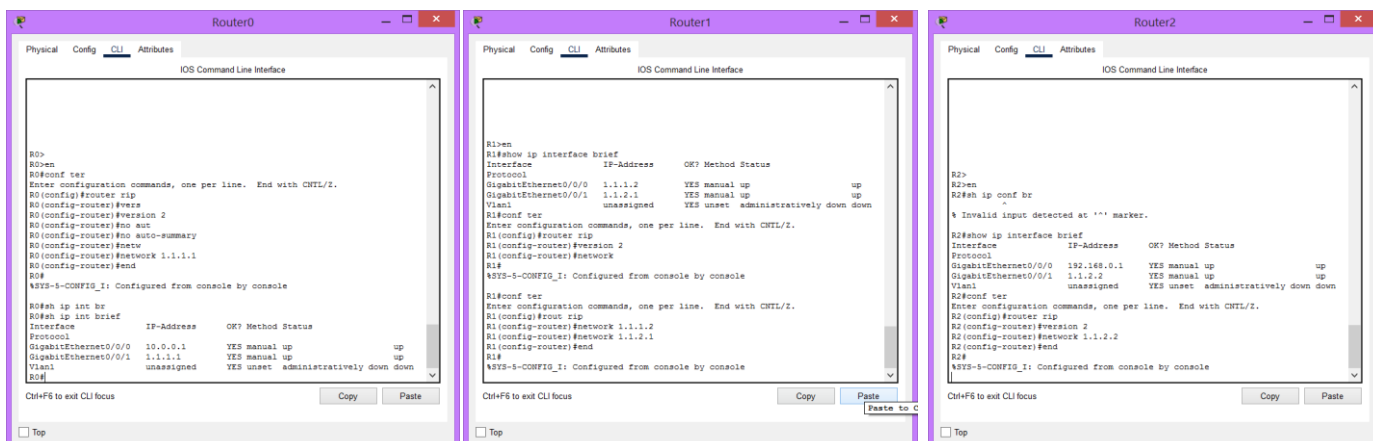 Router0
Physical Config CLI Attributes
IOS Command Line Interface
R0>
R0>en
R0#conf ter
Enter configuration commands, one per line. End with CNTL/Z.
R0(config)#router rip
R0(config-router)#vers
R0(config-router)#version 2
R0(config-router)#no aut
R0(config-router)#no auto-summary
R0(config-router)#netw
R0(config-router)#network 1.1.1.1
R0(config-router)#end
R0#
%SYS-5-CONFIG_I: Configured from console by console
R0#sh ip int br
R0#sh ip int brief
Interface IP-Address OK? Method Status
Protocol
GigabitEthernet0/0/0 10.0.0.1 YES manual up up
GigabitEthernet0/0/1 1.1.1.1 YES manual up up
Vlan1 unassigned YES unset administratively down down
R0#
Ctrl+F6 to exit CLI focus
Copy Paste
Top
Router1
Physical Config CLI Attributes
IOS Command Line Interface
R1>en
R1#show ip interface brief
Interface IP-Address OK? Method Status
Protocol
GigabitEthernet0/0/0 1.1.1.2 YES manual up up
GigabitEthernet0/0/1 1.1.2.1 YES manual up up
Vlan1 unassigned YES unset administratively down down
R1#conf ter
Enter configuration commands, one per line. End with CNTL/Z.
R1(config)#router rip
R1(config-router)#version 2
R1(config-router)#network
R1#
%SYS-5-CONFIG_I: Configured from console by console
R1#conf ter
Enter configuration commands, one per line. End with CNTL/Z.
R1(config)#rout rip
R1(config-router)#network 1.1.1.2
R1(config-router)#network 1.1.2.1
R1(config-router)#end
R1#
%SYS-5-CONFIG_I: Configured from console by console
Ctrl+F6 to exit CLI focus
Copy Paste
Paste to C
Top
Router2
Physical Config CLI Attributes
IOS Command Line Interface
R2>
R2>en
R2#sh ip conf br
^
% Invalid input detected at '^' marker.
R2#show ip interface brief
Interface IP-Address OK? Method Status
Protocol
GigabitEthernet0/0/0 192.168.0.1 YES manual up up
GigabitEthernet0/0/1 1.1.2.2 YES manual up up
Vlan1 unassigned YES unset administratively down down
R2#conf ter
Enter configuration commands, one per line. End with CNTL/Z.
R2(config)#router rip
R2(config-router)#version 2
R2(config-router)#network 1.1.2.2
R2(config-router)#end
R2#
%SYS-5-CONFIG_I: Configured from console by console
Ctrl+F6 to exit CLI focus
Copy Paste
Top